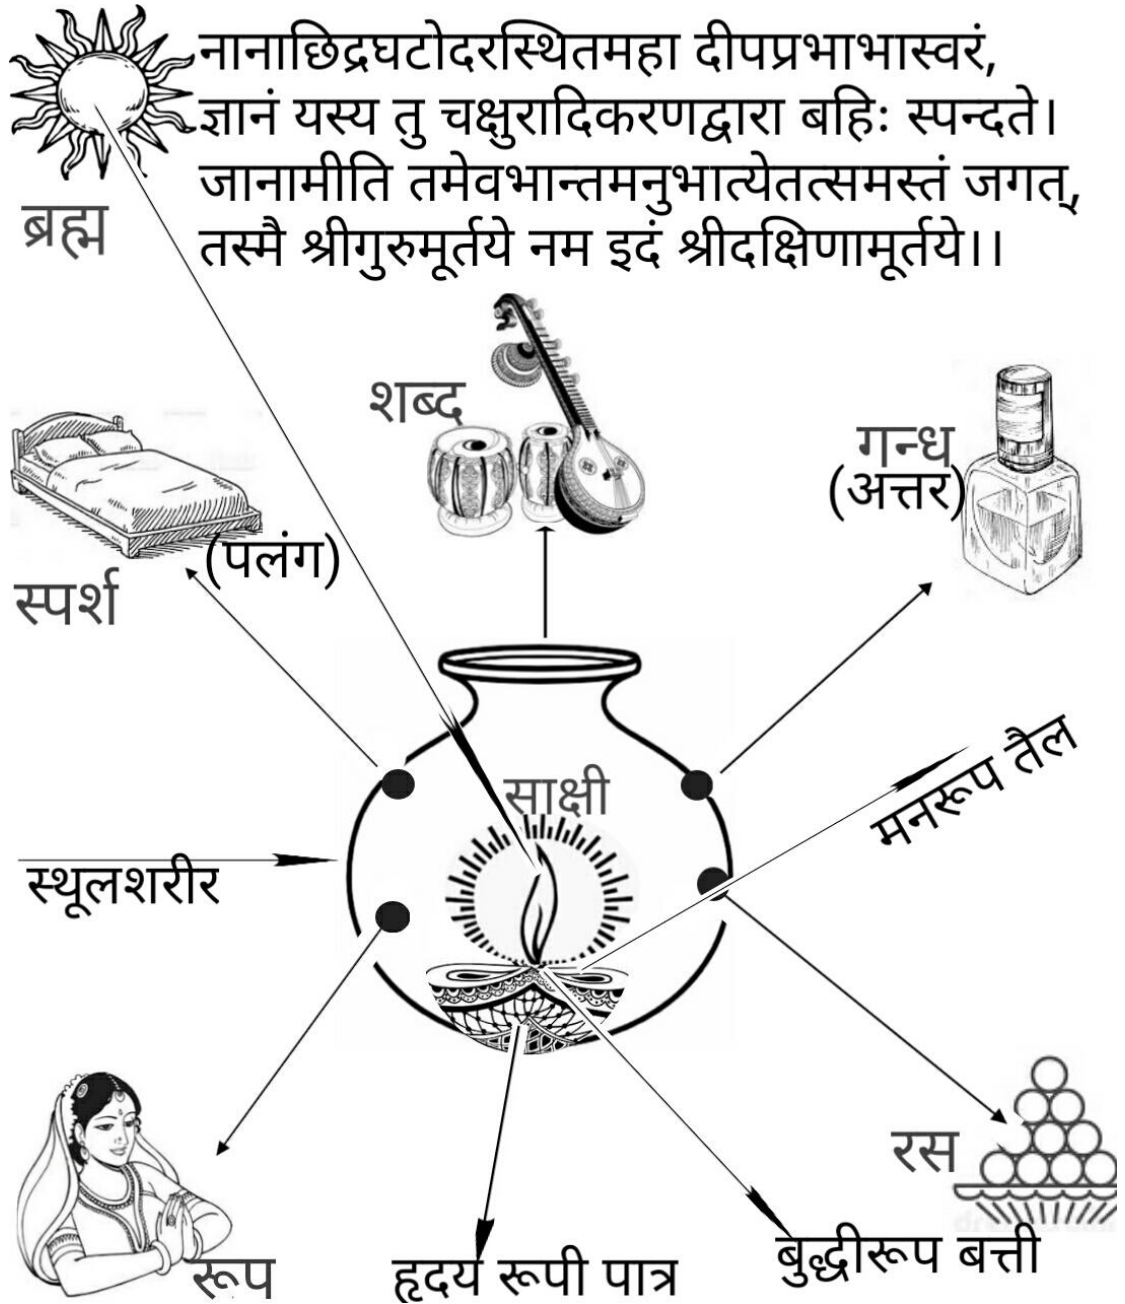 नानाछिद्रघटोदरस्थितमहा दीपप्रभाभास्वरं,
ज्ञानं यस्य तु चक्षुरादिकरणद्वारा बहिः स्पन्दते।
जानामीति तमेवभान्तमनुभात्येतत्समस्तं जगत्,
तस्मै श्रीगुरुमूर्तये नम इदं श्रीदक्षिणामूर्तये।।
ब्रह्म
शब्द
गन्ध
(अत्तर)
(पलंग)
स्पर्श
मनरूप तैल
साक्षी
स्थूलशरीर
रस
रूप
हृदय रूपी पात्र
बुद्धीरूप बत्ती